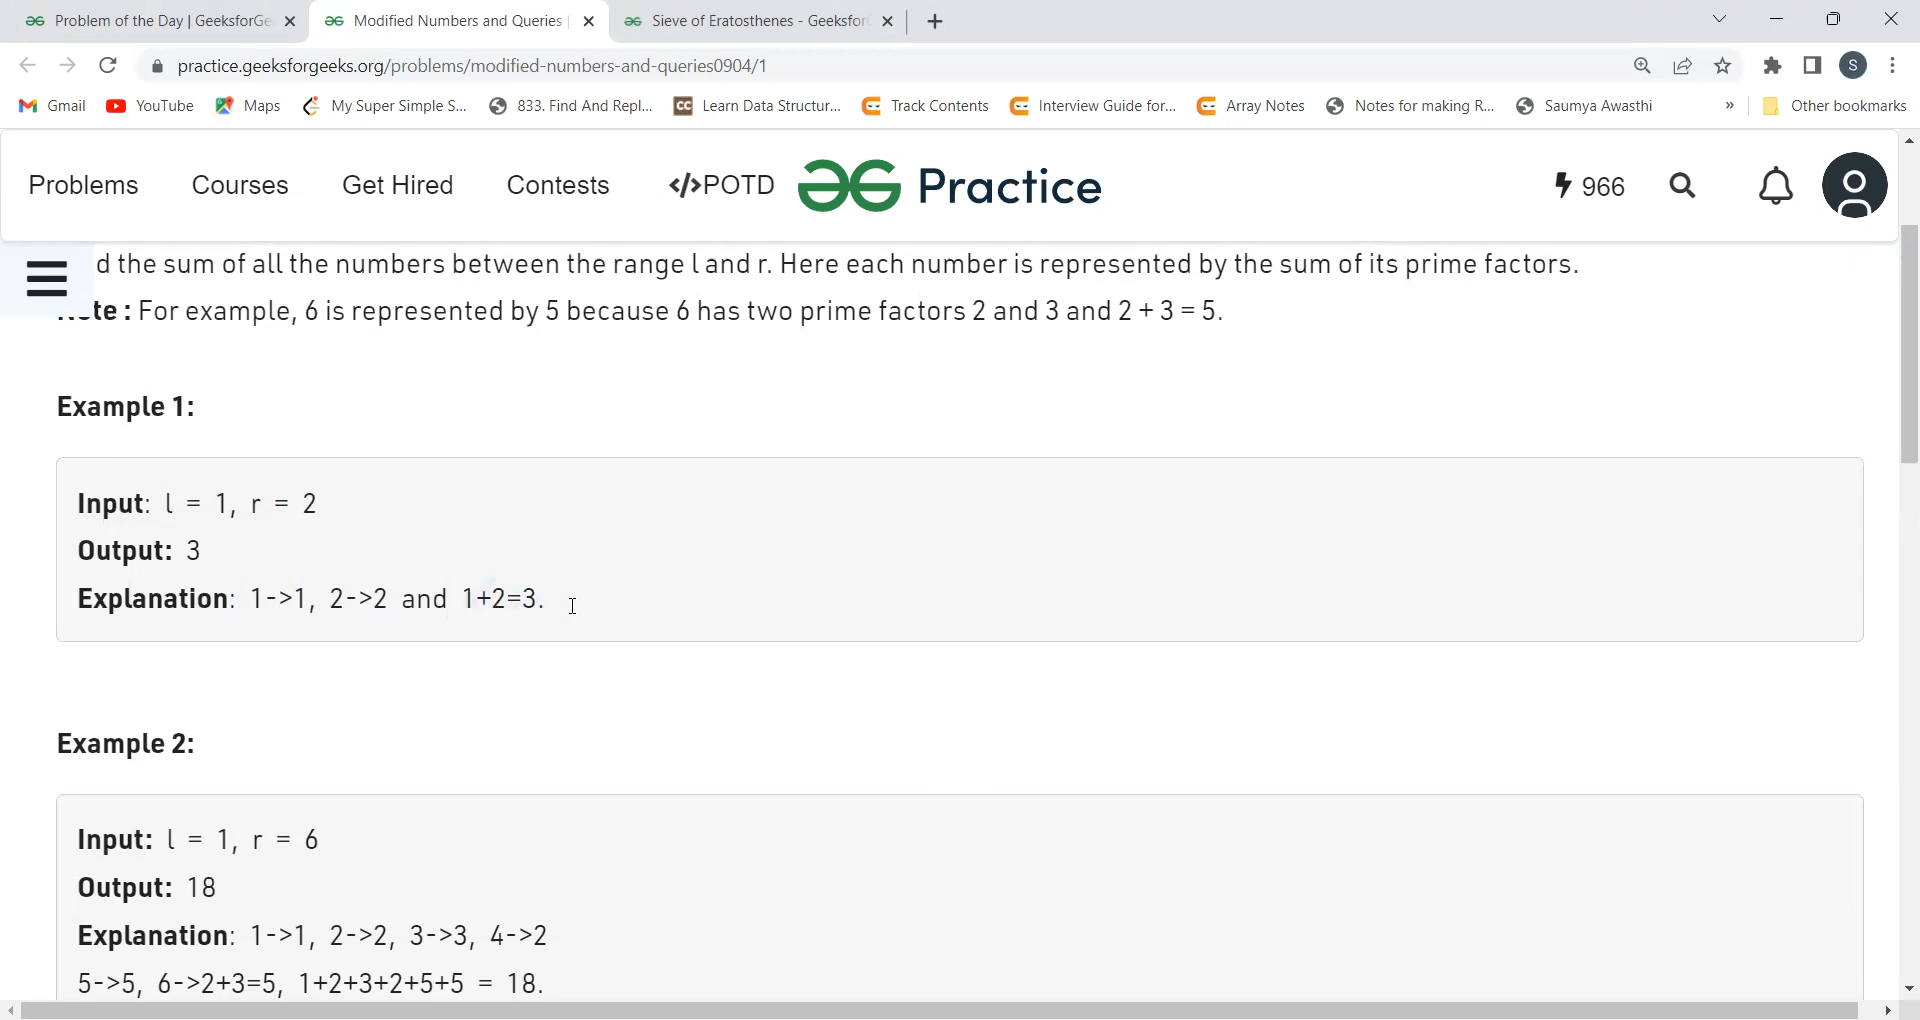 Problem of the Day | GeeksforGe
Modified Numbers and Queries |
Sieve of Eratosthenes - Geeksfor
practice.geeksforgeeks.org/problems/modified-numbers-and-queries0904/1
S
Gmail
YouTube
Maps
My Super Simple S...
833. Find And Repl...
Learn Data Structur...
Track Contents
Interview Guide for...
Array Notes
Notes for making R...
Saumya Awasthi
»
Other bookmarks
Problems
Courses
Get Hired
Contests
</>POTD
Practice
966
d the sum of all the numbers between the range l and r. Here each number is represented by the sum of its prime factors.
te : For example, 6 is represented by 5 because 6 has two prime factors 2 and 3 and 2 + 3 = 5.
Example 1:
Input: l = 1, r = 2
Output: 3
Explanation: 1->1, 2->2 and 1+2=3.
Example 2:
Input: l = 1, r = 6
Output: 18
Explanation: 1->1, 2->2, 3->3, 4->2
5->5, 6->2+3=5, 1+2+3+2+5+5 = 18.